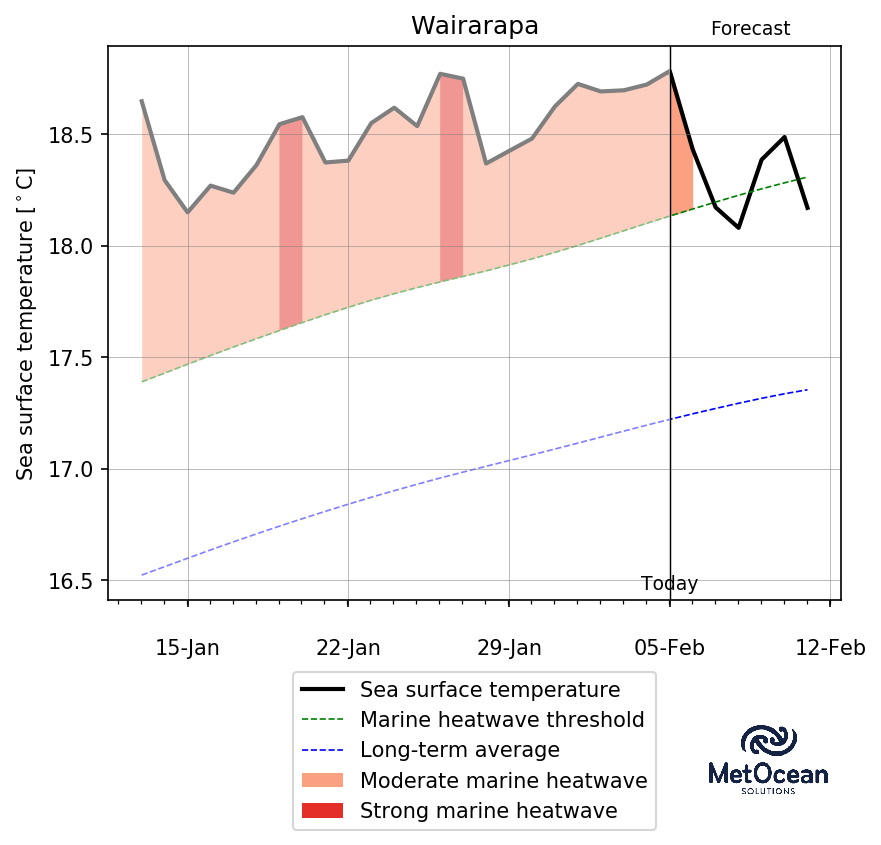 Wairarapa
Forecast
Sea surface temperature [ ° C]
18.5
18.0
17.5
17.0
16.5
Today
15-Jan 22-Jan 29-Jan 05-Feb 12-Feb
Sea surface temperature
Marine heatwave threshold
Long-term average
Moderate marine heatwave
Strong marine heatwave
MetOcean
SOLUTIONS